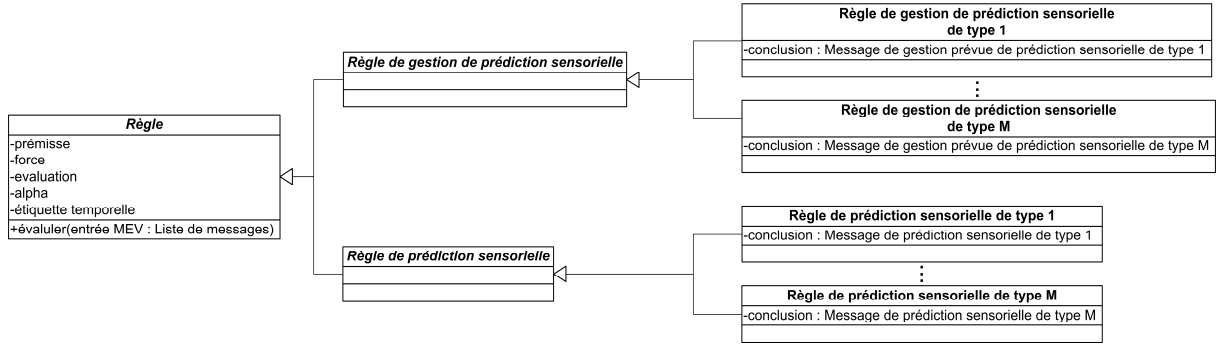 Règle
-prémisse
-force
-evaluation
-alpha
-étiquette temporelle
+évaluler(entrée MEV : Liste de messages)
Règle de gestion de prédiction sensorielle
Règle de prédiction sensorielle
Règle de gestion de prédiction sensorielle
de type 1
-conclusion : Message de gestion prévue de prédiction sensorielle de type 1
Règle de gestion de prédiction sensorielle
de type M
-conclusion : Message de gestion prévue de prédiction sensorielle de type M
Règle de prédiction sensorielle de type 1
-conclusion : Message de prédiction sensorielle de type 1
Règle de prédiction sensorielle de type M
-conclusion : Message de prédiction sensorielle de type M